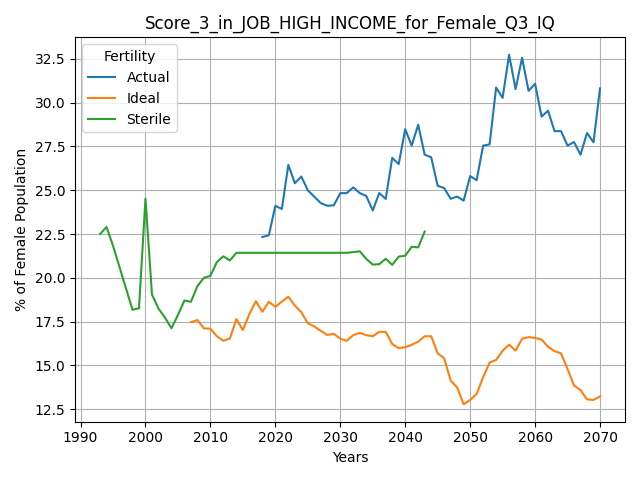 Score_3_in_JOB_HIGH_INCOME_for_Female_Q3_IQ
Fertility
Actual
Ideal
Sterile
% of Female Population
32.5
30.0
27.5
25.0
22.5
20.0
17.5
15.0
12.5
1990 2000 2010 2020 2030 2040 2050 2060 2070
Years